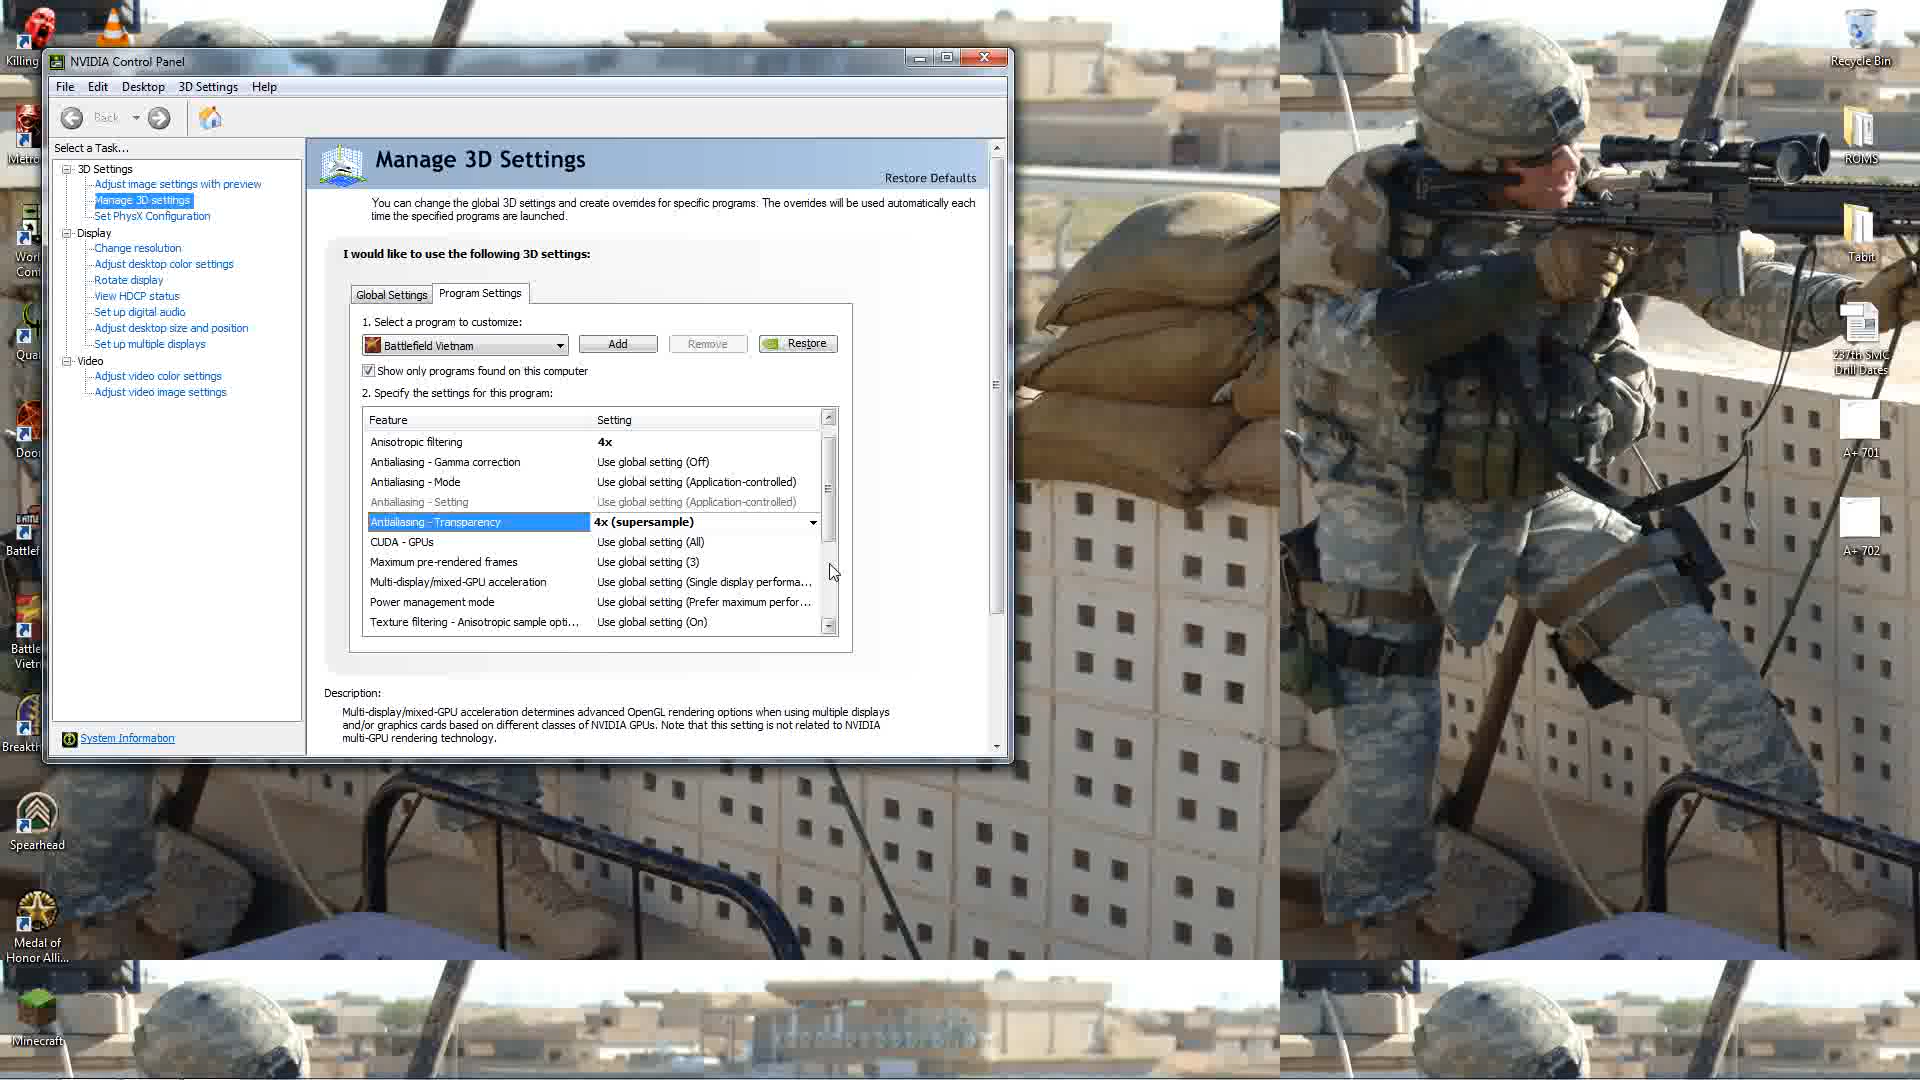 Killing
NVIDIA Control Panel
File Edit Desktop 3D Settings Help
Back
Select a Task...
3D Settings
Adjust image settings with preview
Manage 3D settings
Set PhysX Configuration
Display
Change resolution
Adjust desktop color settings
Rotate display
View HDCP status
Set up digital audio
Adjust desktop size and position
Set up multiple displays
Video
Adjust video color settings
Adjust video image settings
System Information
Manage 3D Settings
Restore Defaults
You can change the global 3D settings and create overrides for specific programs. The overrides will be used automatically each
time the specified programs are launched.
I would like to use the following 3D settings:
Global Settings Program Settings
1. Select a program to customize:
Battlefield Vietnam Add Remove Restore
Show only programs found on this computer
2. Specify the settings for this program:
Feature Setting
Anisotropic filtering 4x
Antialiasing - Gamma correction Use global setting (Off)
Antialiasing - Mode Use global setting (Application-controlled)
Antialiasing - Setting Use global setting (Application-controlled)
Antialiasing - Transparency 4x (supersample)
CUDA - GPUs Use global setting (All)
Maximum pre-rendered frames Use global setting (3)
Multi-display/mixed-GPU acceleration Use global setting (Single display performa...
Power management mode Use global setting (Prefer maximum perfor...
Texture filtering - Anisotropic sample opti... Use global setting (On)
Description:
Multi-display/mixed-GPU acceleration determines advanced OpenGL rendering options when using multiple displays
and/or graphics cards based on different classes of NVIDIA GPUs. Note that this setting is not related to NVIDIA
multi-GPU rendering technology.
Metro
Worl
Con
Qua
Doo
Battlef
Battle
Vietn
Breakth
Spearhead
Medal of
Honor Alli...
Minecraft
Recycle Bin
ROMS
Tabit
237th SMC
Drill Dates
A+ 701
A+ 702